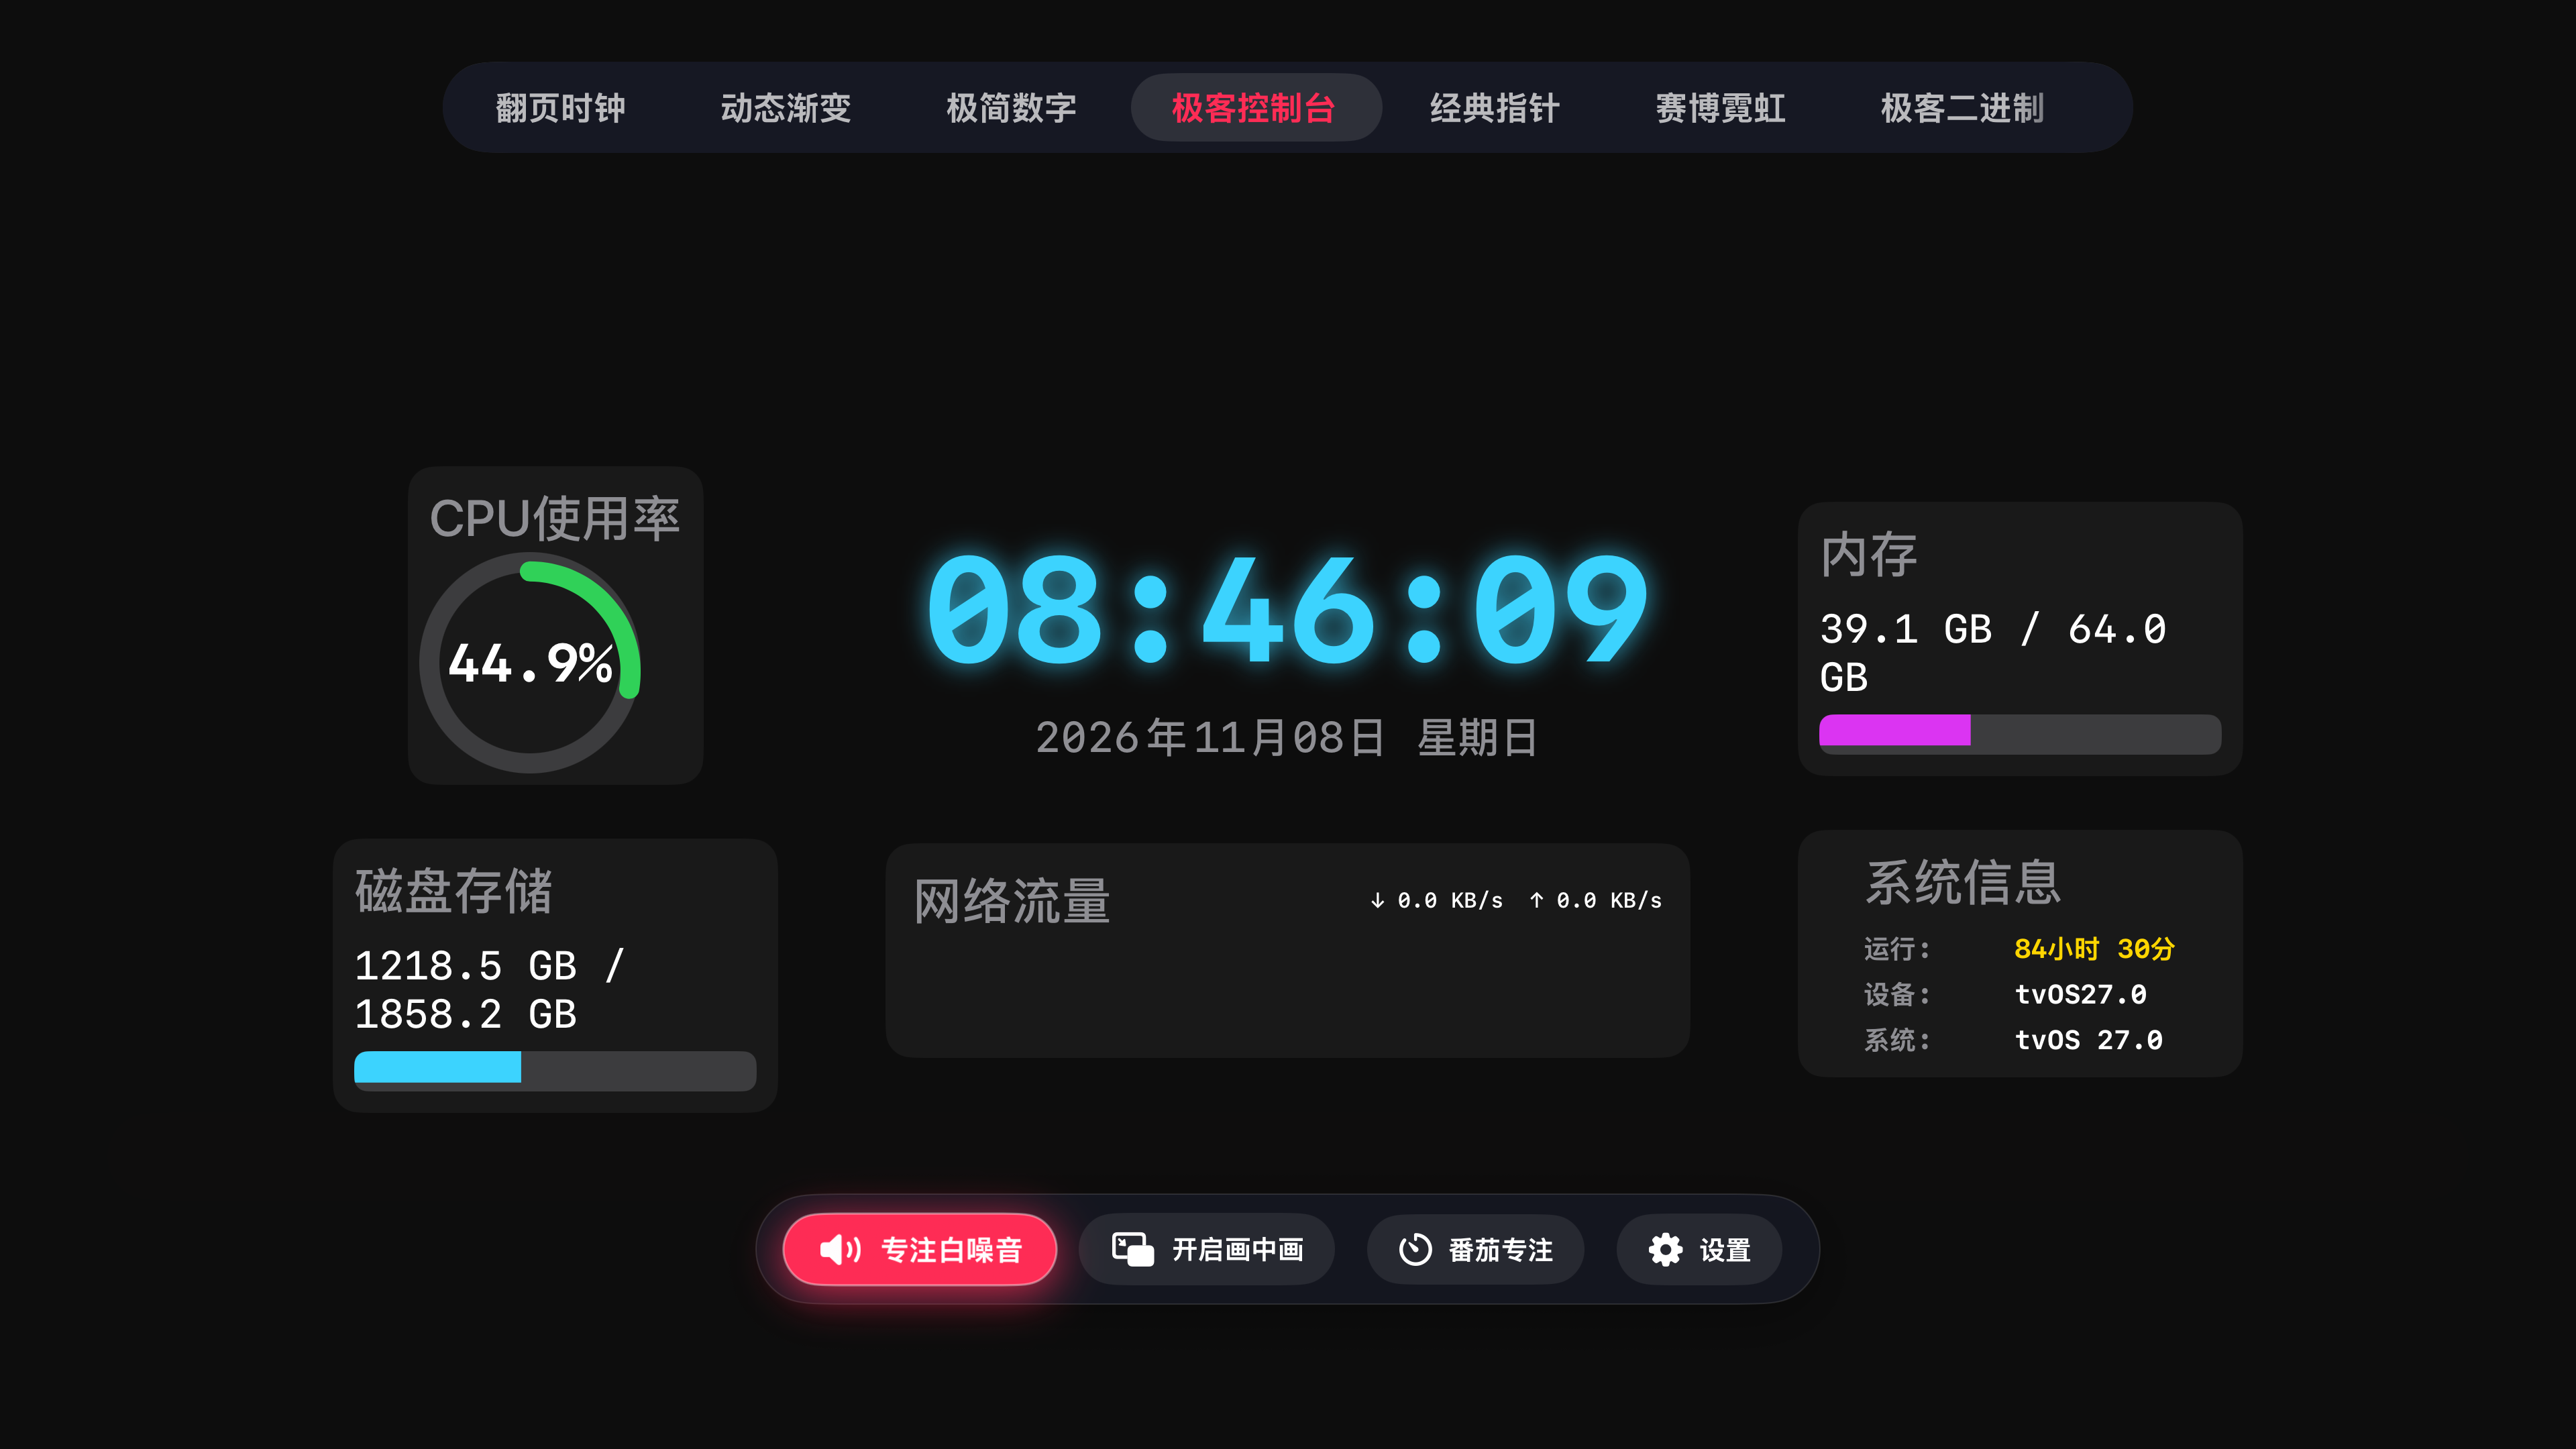 翻页时钟 动态渐变 极简数字 极客控制台 经典指针 赛博霓虹 极客二进制
CPU使用率
44.9%
08:46:09
2026年11月08日 星期日
内存
39.1 GB / 64.0
GB
磁盘存储
1218.5 GB /
1858.2 GB
网络流量 ↓ 0.0 KB/s ↑ 0.0 KB/s
系统信息
运行: 84小时 30分
设备: tvOS27.0
系统: tvOS 27.0
专注白噪音 开启画中画 番茄专注 设置